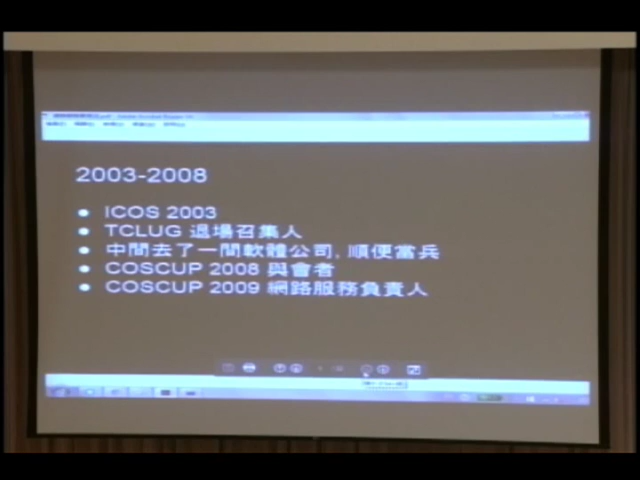 2003-2008
ICOS 2003
TCLUG 退場召集人
中間去了一間軟體公司, 順便當兵
COSCUP 2008 與會者
COSCUP 2009 網路服務負責人